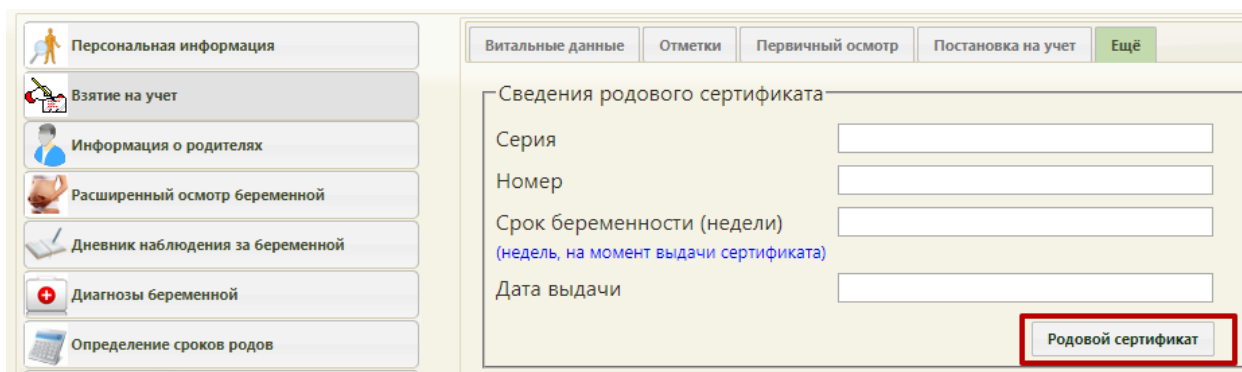 Персональная информация
Взятие на учет
Информация о родителях
Расширенный осмотр беременной
Дневник наблюдения за беременной
Диагнозы беременной
Определение сроков родов
Витальные данные Отметки Первичный осмотр Постановка на учет Ещё
Сведения родового сертификата
Серия
Номер
Срок беременности (недели)
(недель, на момент выдачи сертификата)
Дата выдачи
Родовой сертификат